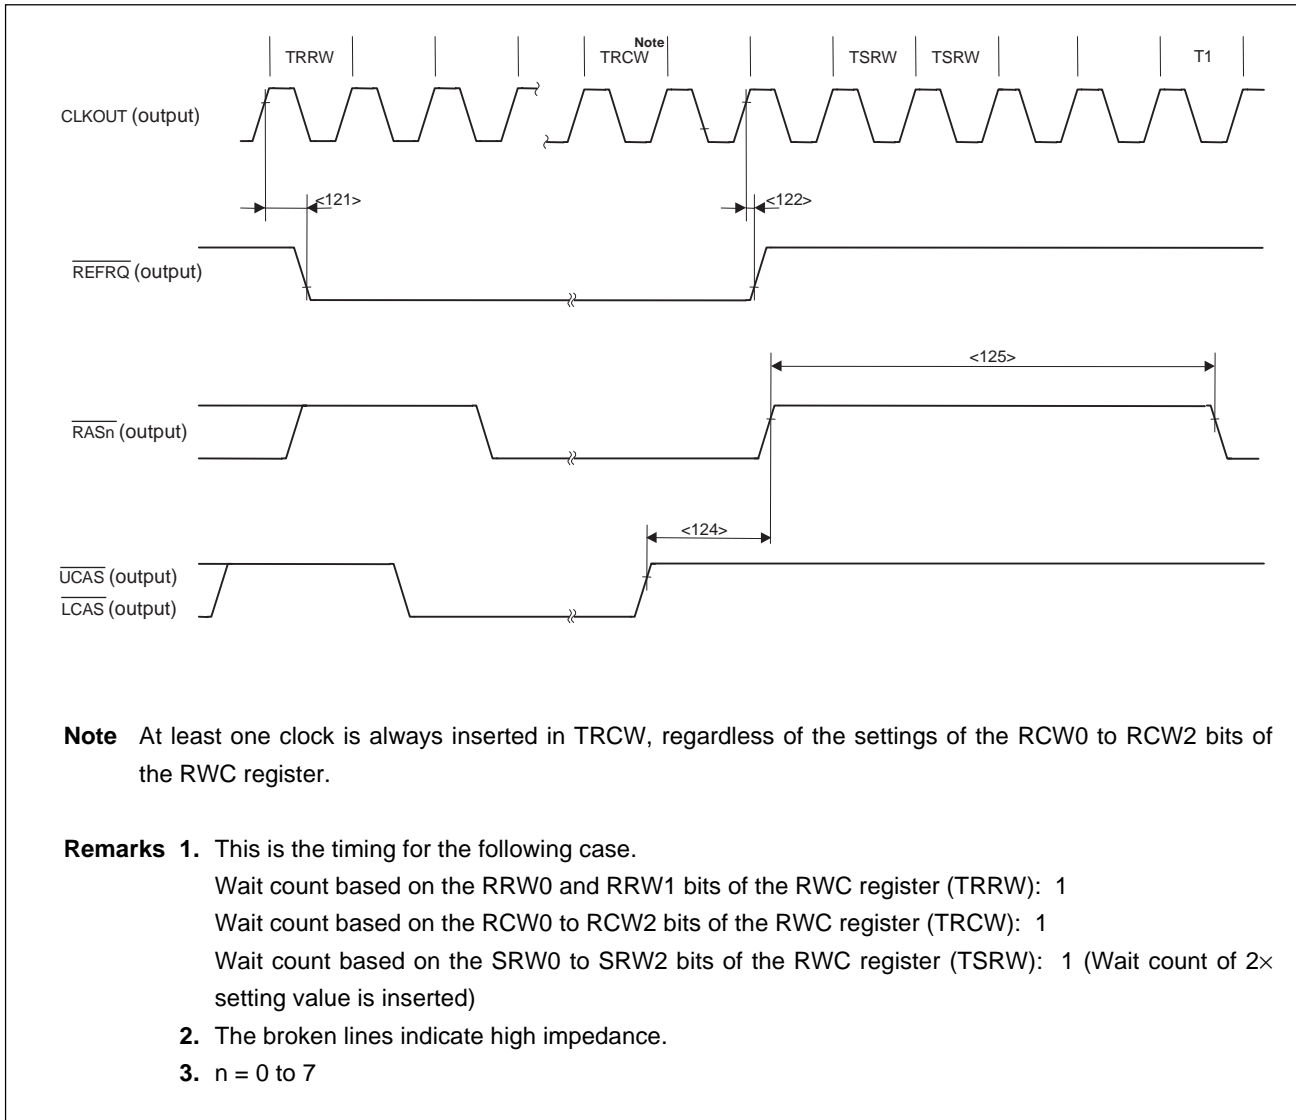 Note
TRRW TRCW TSRW TSRW T1
CLKOUT (output)
<121> <122>
REFRQ (output)
<125>
RASn (output)
<124>
UCAS (output)
LCAS (output)
Note At least one clock is always inserted in TRCW, regardless of the settings of the RCW0 to RCW2 bits of
the RWC register.
Remarks 1. This is the timing for the following case.
Wait count based on the RRW0 and RRW1 bits of the RWC register (TRRW): 1
Wait count based on the RCW0 to RCW2 bits of the RWC register (TRCW): 1
Wait count based on the SRW0 to SRW2 bits of the RWC register (TSRW): 1 (Wait count of 2×
setting value is inserted)
2. The broken lines indicate high impedance.
3. n = 0 to 7